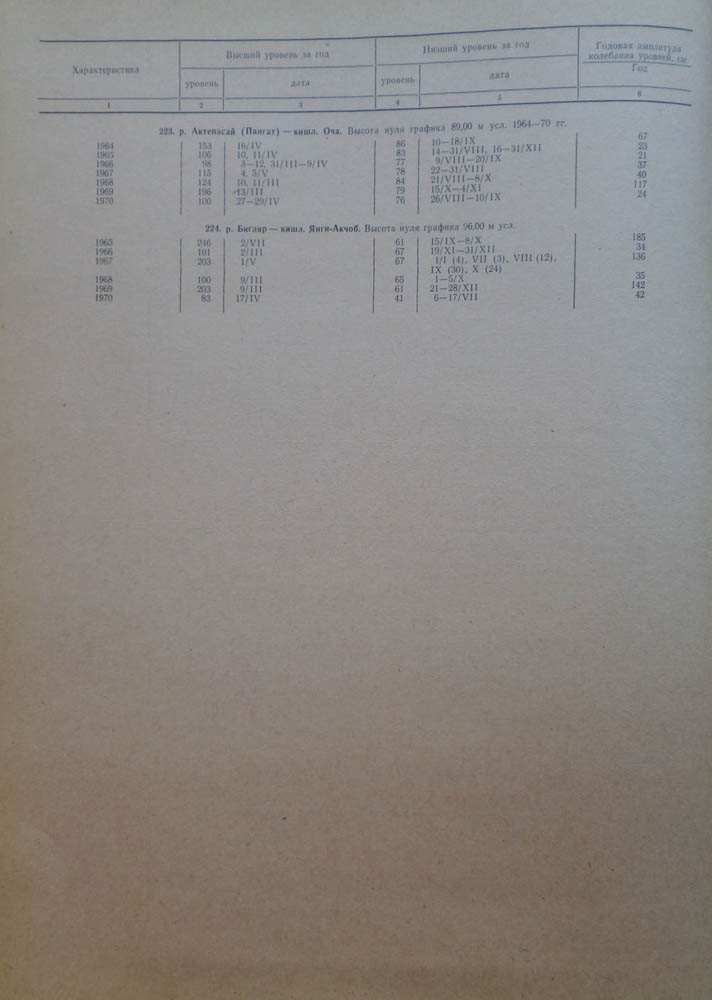 Характеристика Высший уровень за год Низший уровень за год Годовая амплитуда колебания уровней, см
уровень дата уровень дата Год
1 2 3 4 5 6
223. р. Актепасай (Пангат) — кишл. Оча. Высота нуля графика 89,00 м усл. 1964—70 гг.
1964 153 16/IV 86 10—18/IX 67
1965 106 10, 11/IV 83 14—31/VIII, 16—31/XII 23
1966 98 3—12, 31/III—9/IV 77 9/VIII—20/IX 21
1967 115 4, 5/V 78 22—31/VIII 37
1968 124 10, 11/III 84 21/VIII—8/X 40
1969 196 13/III 79 15/X—4/XI 117
1970 100 27—29/IV 76 26/VIII—10/IX 24
224. р. Бигляр — кишл. Янги-Акчоб. Высота нуля графика 96,00 м усл.
1965 246 2/VII 61 15/IX—8/X 185
1966 101 2/III 67 19/XI—31/XII 34
1967 203 1/V 67 1/I (4), VII (3), VIII (12), 136
IX (30), X (24)
1968 100 9/III 65 1—5/X 35
1969 203 9/III 61 21—28/XII 142
1970 83 17/IV 41 6—17/VII 42